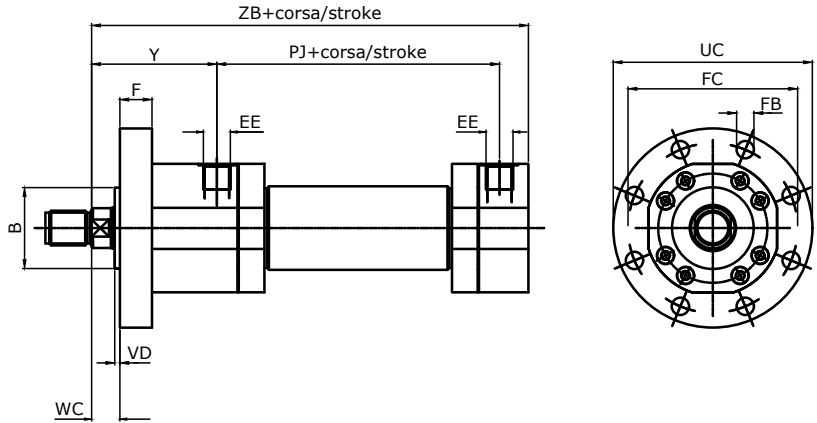 ZB+corsa/stroke
Y
PJ+corsa/stroke
UC
FC
F
FB
EE
EE
B
VD
WC